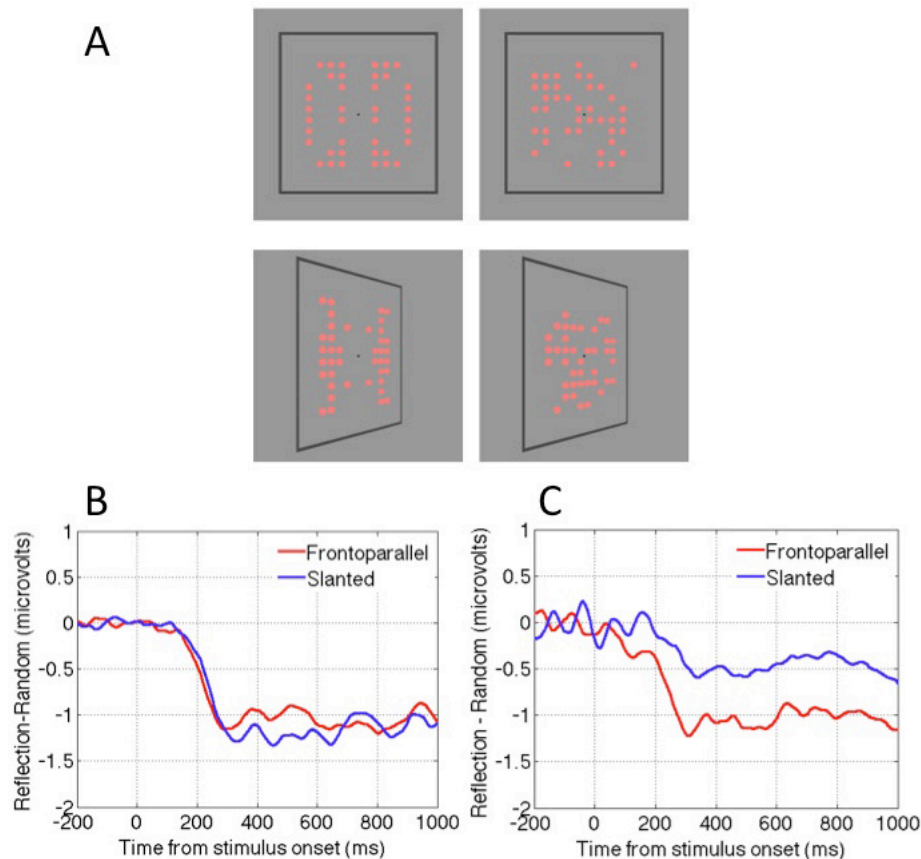 A
B
Reflection-Random (microvolts)
1
0.5
0
-0.5
-1
-1.5
-2
-200 0 200 400 600 800 1000
Time from stimulus onset (ms)
Frontoparallel
Slanted
C
Reflection - Random (microvolts)
1
0.5
0
-0.5
-1
-1.5
-2
-200 0 200 400 600 800 1000
Time from stimulus onset (ms)
Frontoparallel
Slanted